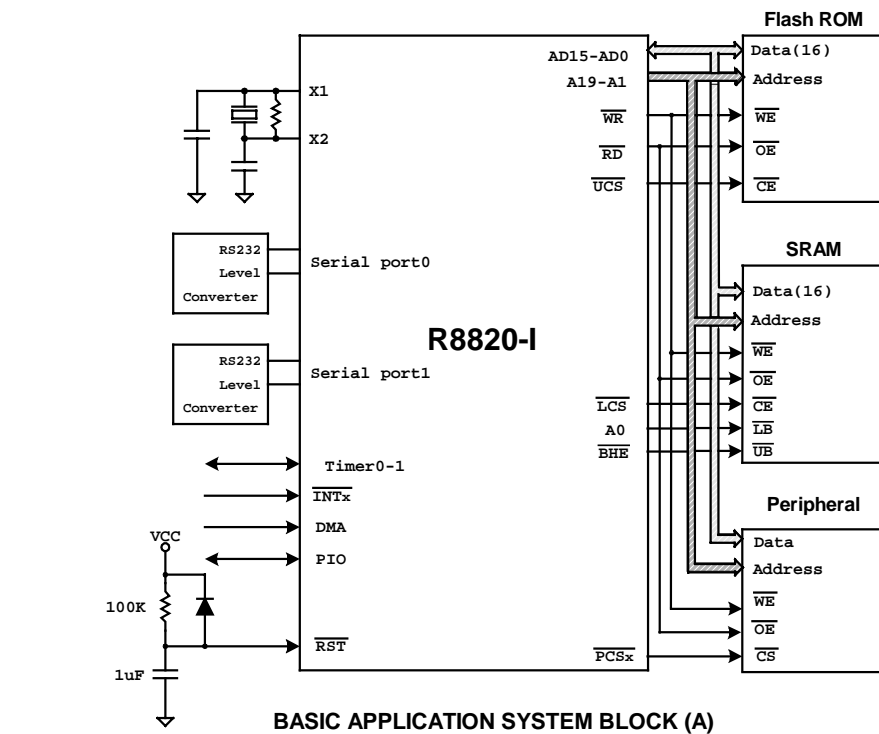 Flash ROM
AD15-AD0
Data(16)
A19-A1
Address
X1
WR
WE
X2
RD
OE
UCS
CE
RS232
Level
Converter
Serial port0
SRAM
Data(16)
Address
R8820-I
RS232
Level
Converter
Serial port1
WE
OE
LCS
CE
A0
LB
BHE
UB
Timer0-1
INTx
DMA
PIO
Peripheral
Data
Address
VCC
100K
WE
OE
RST
PCSx
CS
1uF
BASIC APPLICATION SYSTEM BLOCK (A)